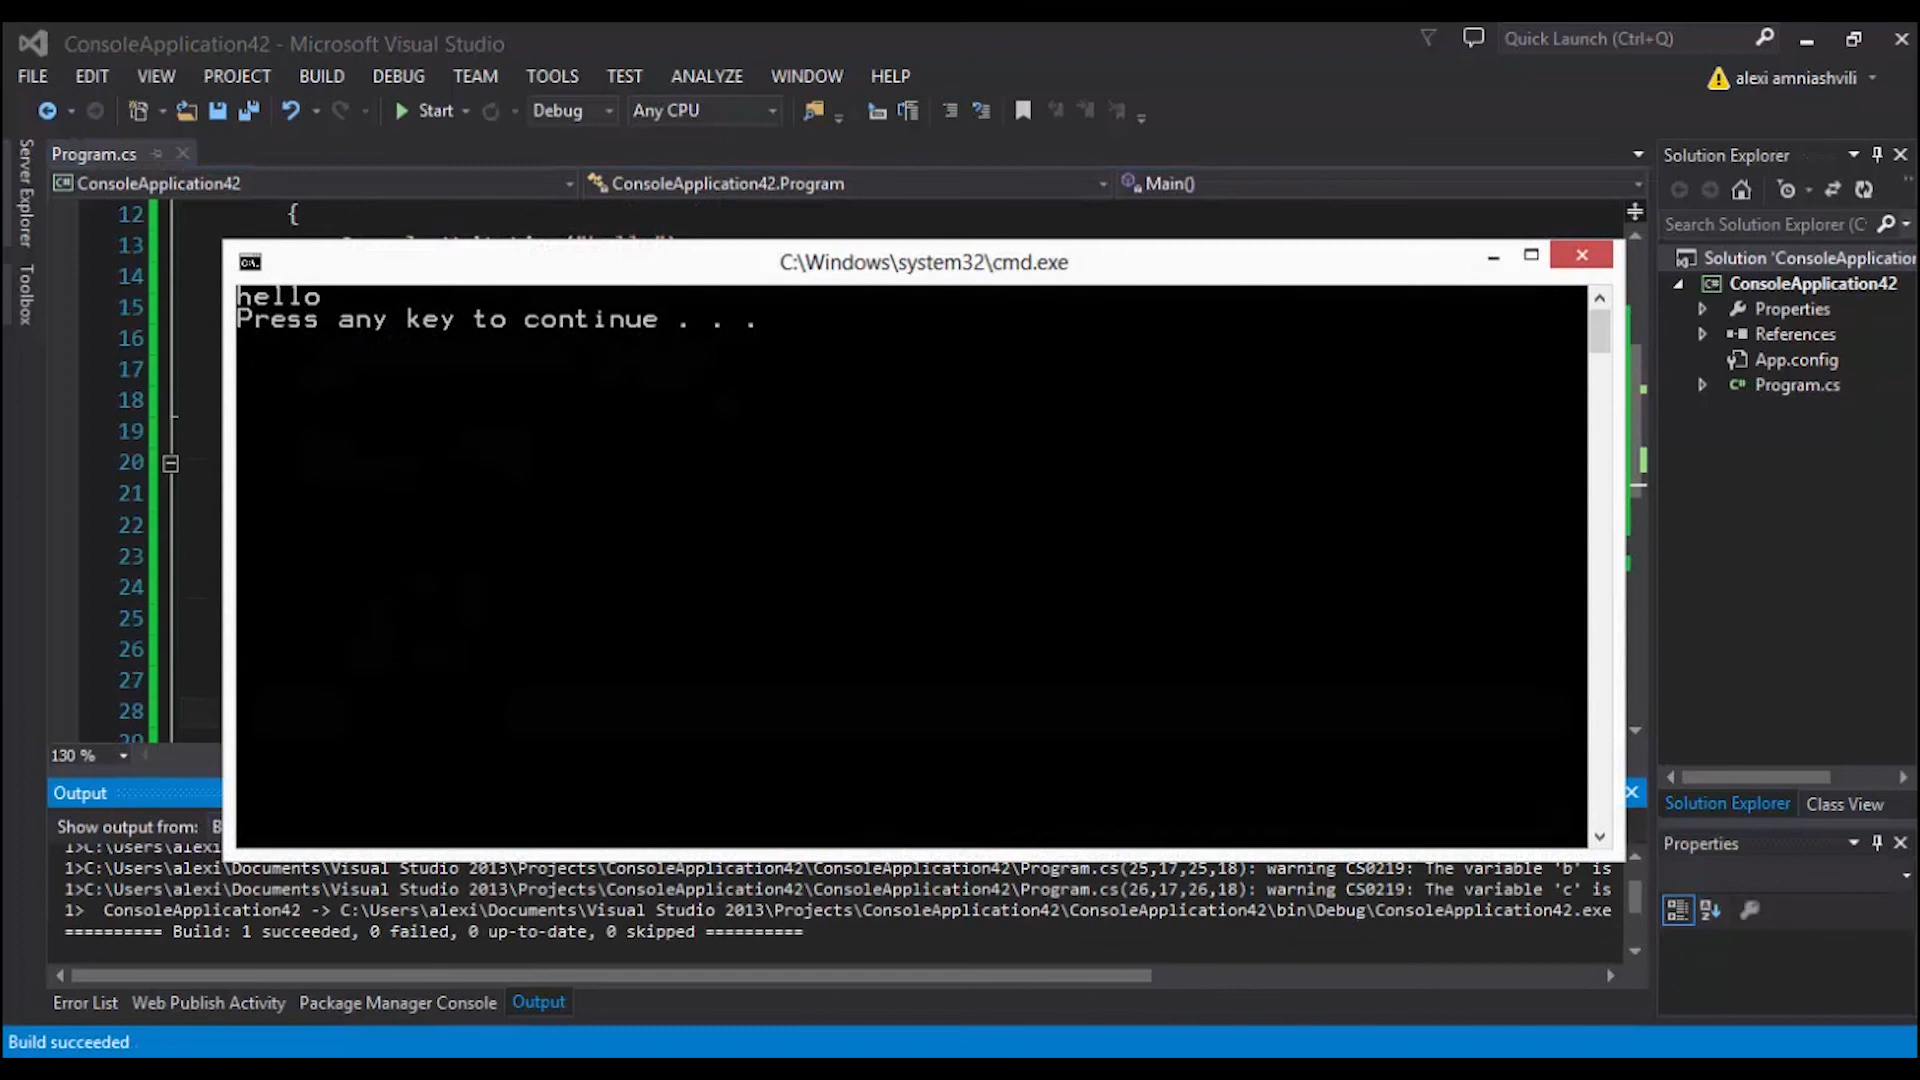 ConsoleApplication42 - Microsoft Visual Studio
Quick Launch (Ctrl+Q)
FILE EDIT VIEW PROJECT BUILD DEBUG TEAM TOOLS TEST ANALYZE WINDOW HELP
alexi amniashvili
Start Debug Any CPU
Server Explorer
Toolbox
Program.cs
ConsoleApplication42
ConsoleApplication42.Program
Main()
12 {
13
14
15
16
17
18
19
20
21
22
23
24
25
26
27
28
29
130 %
C:\Windows\system32\cmd.exe
hello
Press any key to continue . . .
Solution Explorer
Search Solution Explorer (C
Solution 'ConsoleApplication
ConsoleApplication42
Properties
References
App.config
Program.cs
Solution Explorer Class View
Properties
Output
Show output from:
1>C:\Users\alexi
1>C:\Users\alexi\Documents\Visual Studio 2013\Projects\ConsoleApplication42\ConsoleApplication42\Program.cs(25,17,25,18): warning CS0219: The variable 'b' is
1>C:\Users\alexi\Documents\Visual Studio 2013\Projects\ConsoleApplication42\ConsoleApplication42\Program.cs(26,17,26,18): warning CS0219: The variable 'c' is
1> ConsoleApplication42 -> C:\Users\alexi\Documents\Visual Studio 2013\Projects\ConsoleApplication42\ConsoleApplication42\bin\Debug\ConsoleApplication42.exe
========== Build: 1 succeeded, 0 failed, 0 up-to-date, 0 skipped ==========
Error List Web Publish Activity Package Manager Console Output
Build succeeded